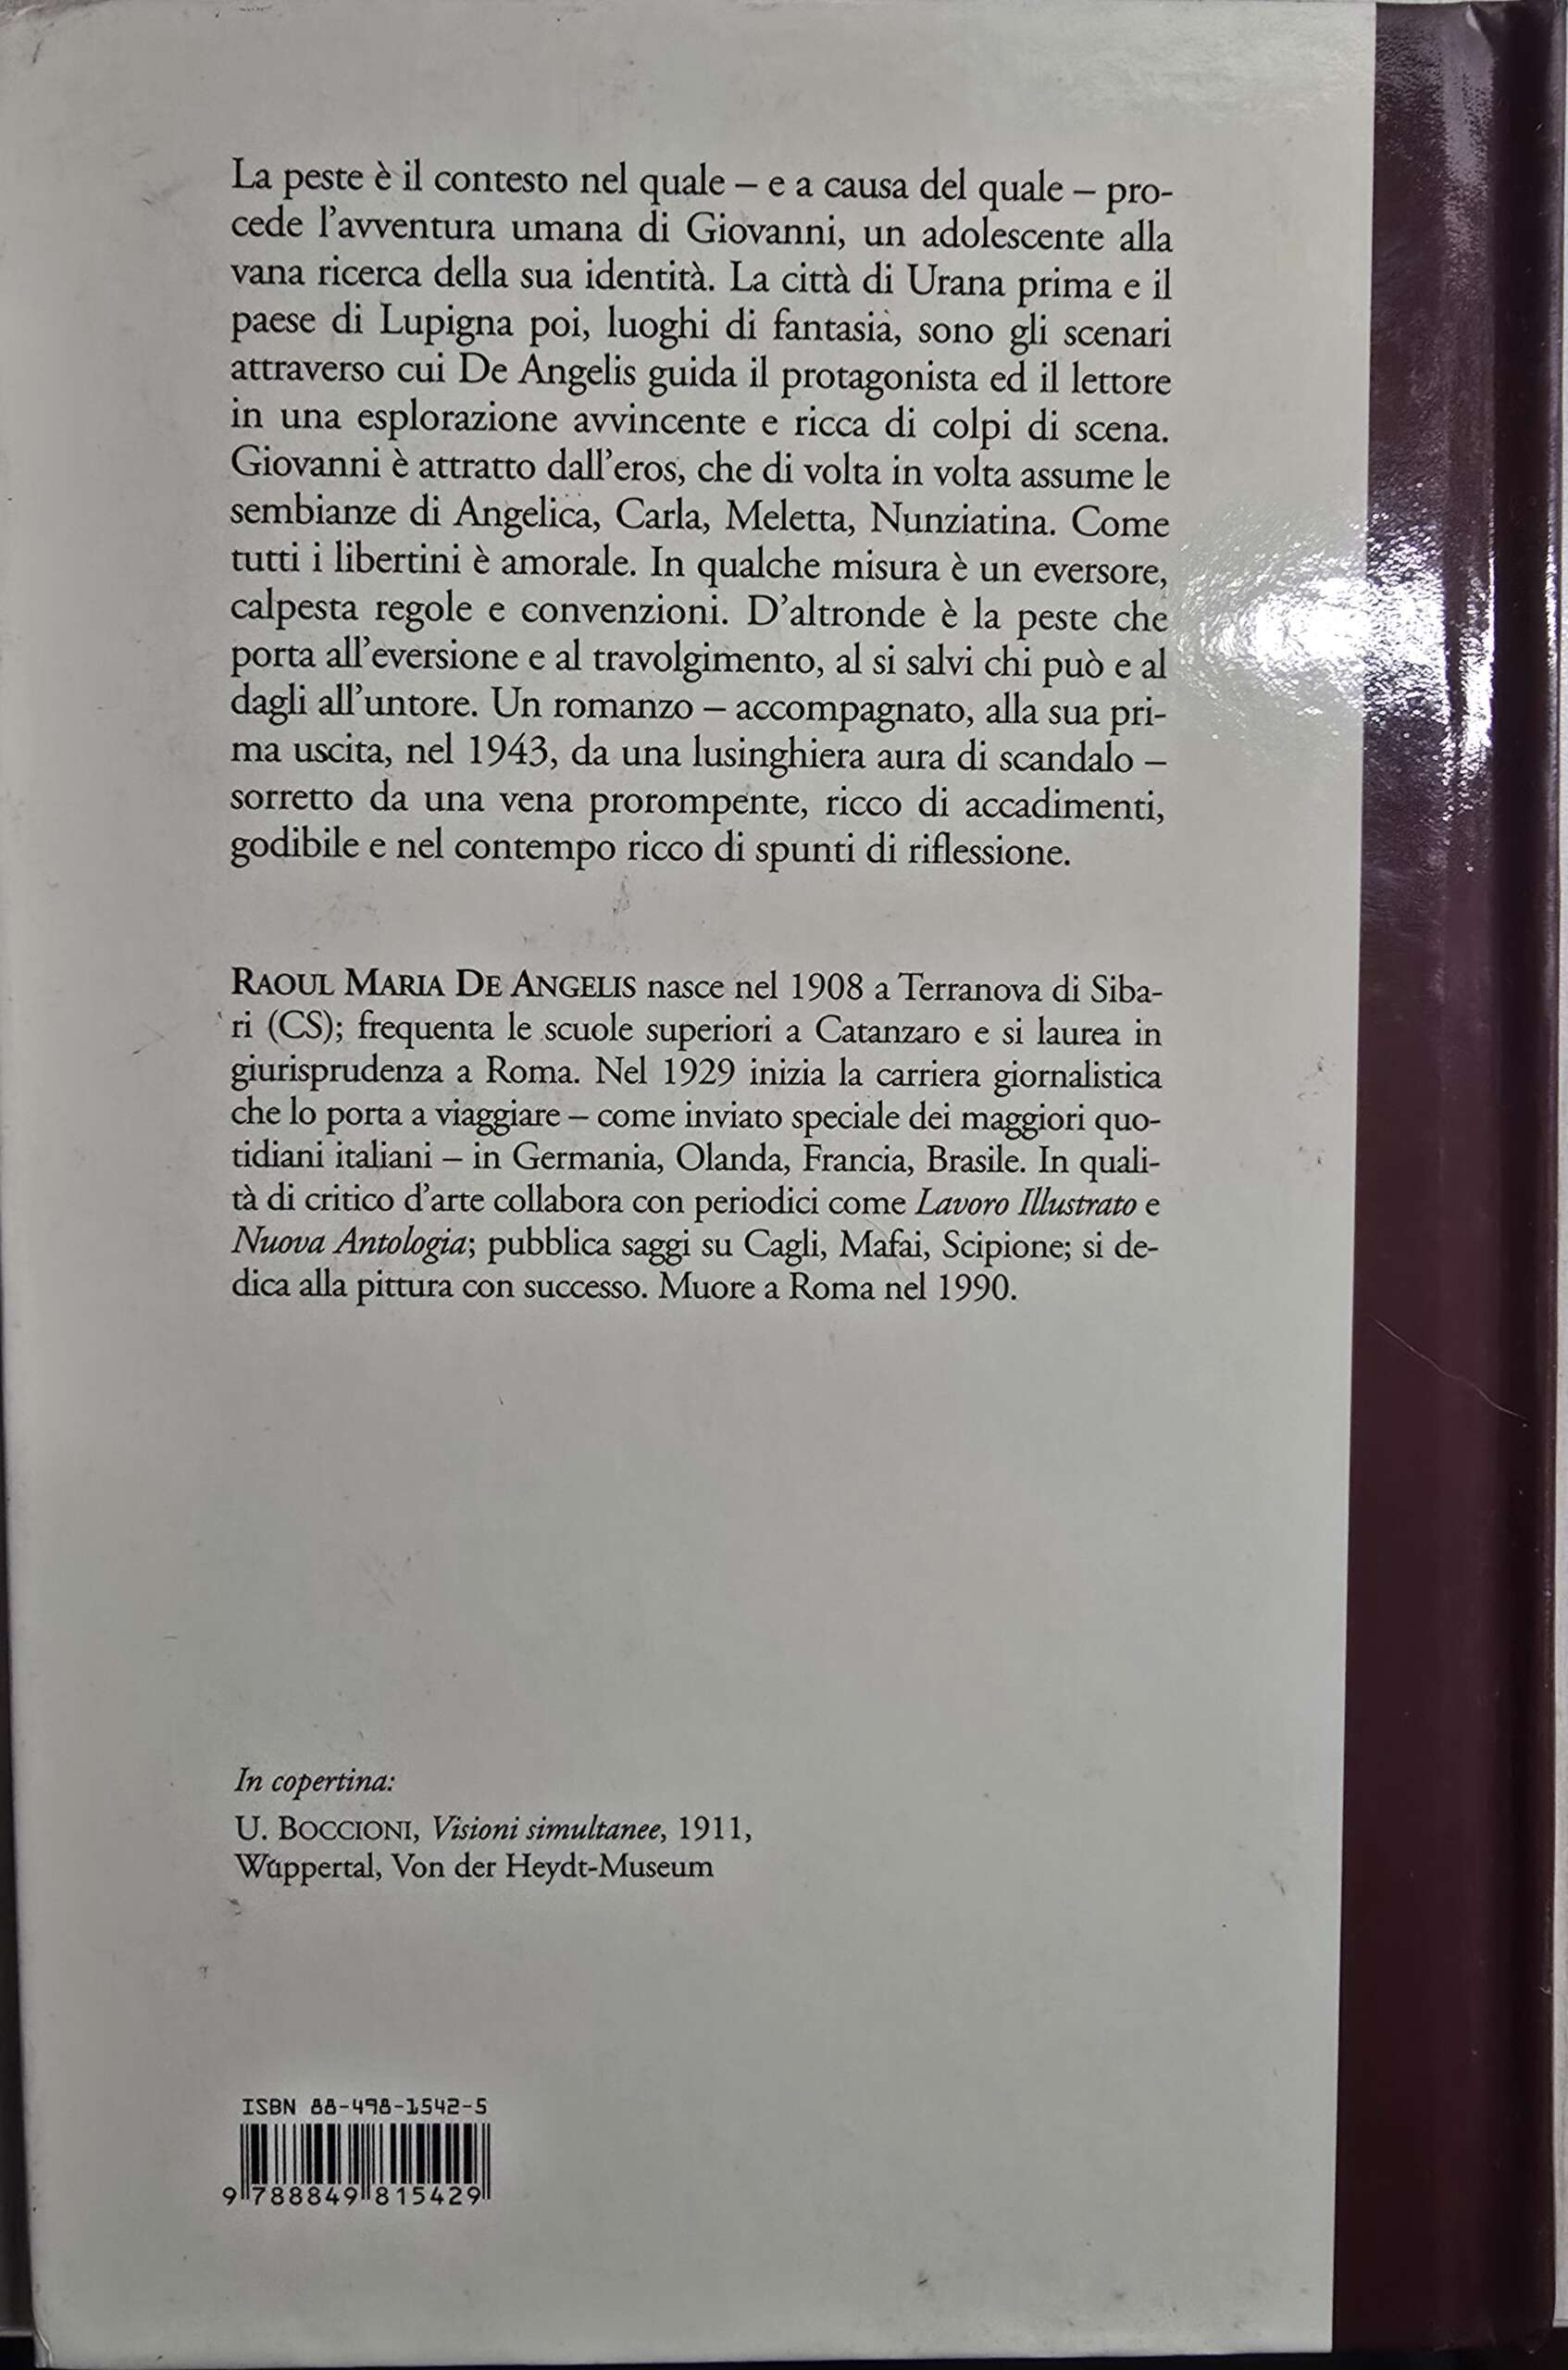 La peste è il contesto nel quale – e a causa del quale – pro-
cede l'avventura umana di Giovanni, un adolescente alla
vana ricerca della sua identità. La città di Urana prima e il
paese di Lupigna poi, luoghi di fantasia, sono gli scenari
attraverso cui De Angelis guida il protagonista ed il lettore
in una esplorazione avvincente e ricca di colpi di scena.
Giovanni è attratto dall'eros, che di volta in volta assume le
sembianze di Angelica, Carla, Meletta, Nunziatina. Come
tutti i libertini è amorale. In qualche misura è un eversore,
calpesta regole e convenzioni. D'altronde è la peste che
porta all'eversione e al travolgimento, al si salvi chi può e al
dagli all'untore. Un romanzo – accompagnato, alla sua pri-
ma uscita, nel 1943, da una lusinghiera aura di scandalo –
sorretto da una vena prorompente, ricco di accadimenti,
godibile e nel contempo ricco di spunti di riflessione.
RAOUL MARIA DE ANGELIS nasce nel 1908 a Terranova di Siba-
ri (CS); frequenta le scuole superiori a Catanzaro e si laurea in
giurisprudenza a Roma. Nel 1929 inizia la carriera giornalistica
che lo porta a viaggiare – come inviato speciale dei maggiori quo-
tidiani italiani – in Germania, Olanda, Francia, Brasile. In quali-
tà di critico d'arte collabora con periodici come Lavoro Illustrato e
Nuova Antologia; pubblica saggi su Cagli, Mafai, Scipione; si de-
dica alla pittura con successo. Muore a Roma nel 1990.
In copertina:
U. BOCCIONI, Visioni simultanee, 1911,
Wuppertal, Von der Heydt-Museum
ISBN 88-498-1542-5
9 788849 815429